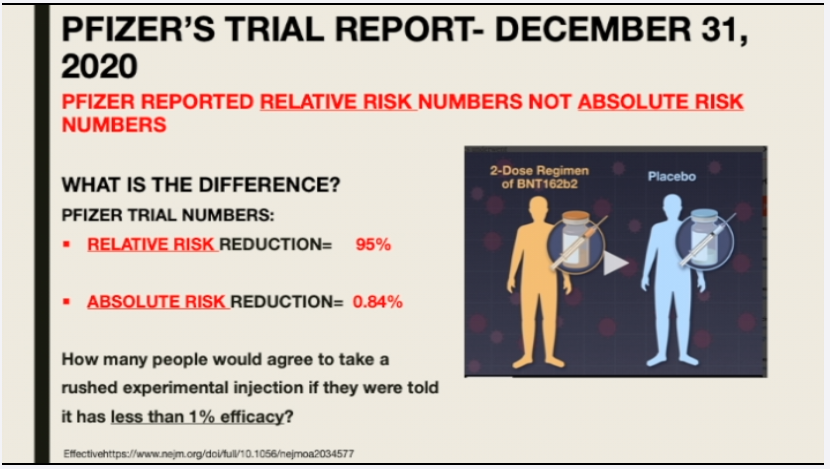 PFIZER'S TRIAL REPORT- DECEMBER 31,
2020
PFIZER REPORTED RELATIVE RISK NUMBERS NOT ABSOLUTE RISK
NUMBERS
WHAT IS THE DIFFERENCE?
PFIZER TRIAL NUMBERS:
▪ RELATIVE RISK REDUCTION= 95%
▪ ABSOLUTE RISK REDUCTION= 0.84%
How many people would agree to take a
rushed experimental injection if they were told
it has less than 1% efficacy?
Effectivehttps://www.nejm.org/doi/full/10.1056/nejmoa2034577
2-Dose Regimen
of BNT162b2
Placebo